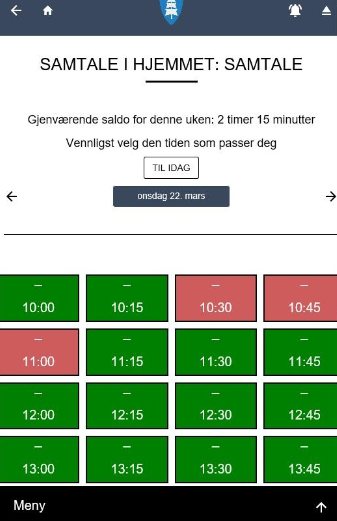 SAMTALE I HJEMMET: SAMTALE
Gjenværende saldo for denne uken: 2 timer 15 minutter
Vennligst velg den tiden som passer deg
TIL IDAG
onsdag 22. mars
— — — —
10:00 10:15 10:30 10:45
— — — —
11:00 11:15 11:30 11:45
— — — —
12:00 12:15 12:30 12:45
— — — —
13:00 13:15 13:30 13:45
Meny